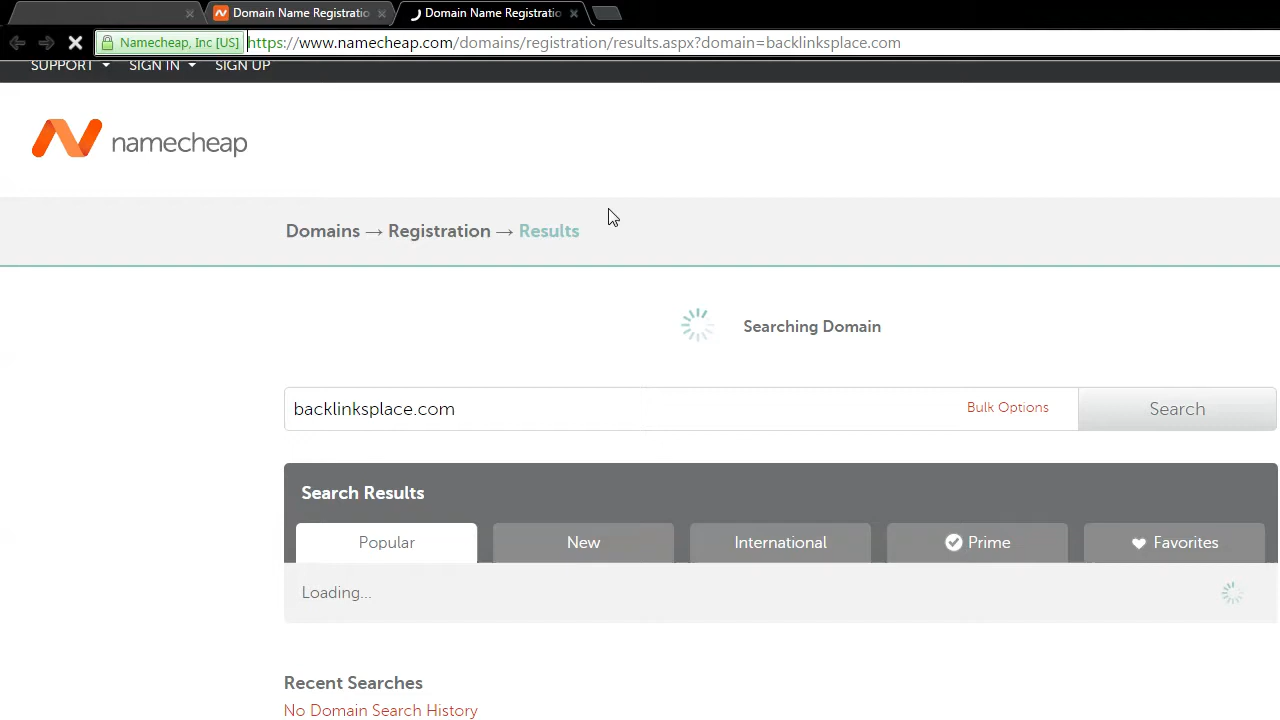 Domain Name Registratio
Domain Name Registratio
Namecheap, Inc [US]
https://www.namecheap.com/domains/registration/results.aspx?domain=backlinksplace.com
SUPPORT SIGN IN SIGN UP
namecheap
Domains → Registration → Results
Searching Domain
backlinksplace.com
Bulk Options
Search
Search Results
Popular
New
International
Prime
Favorites
Loading...
Recent Searches
No Domain Search History